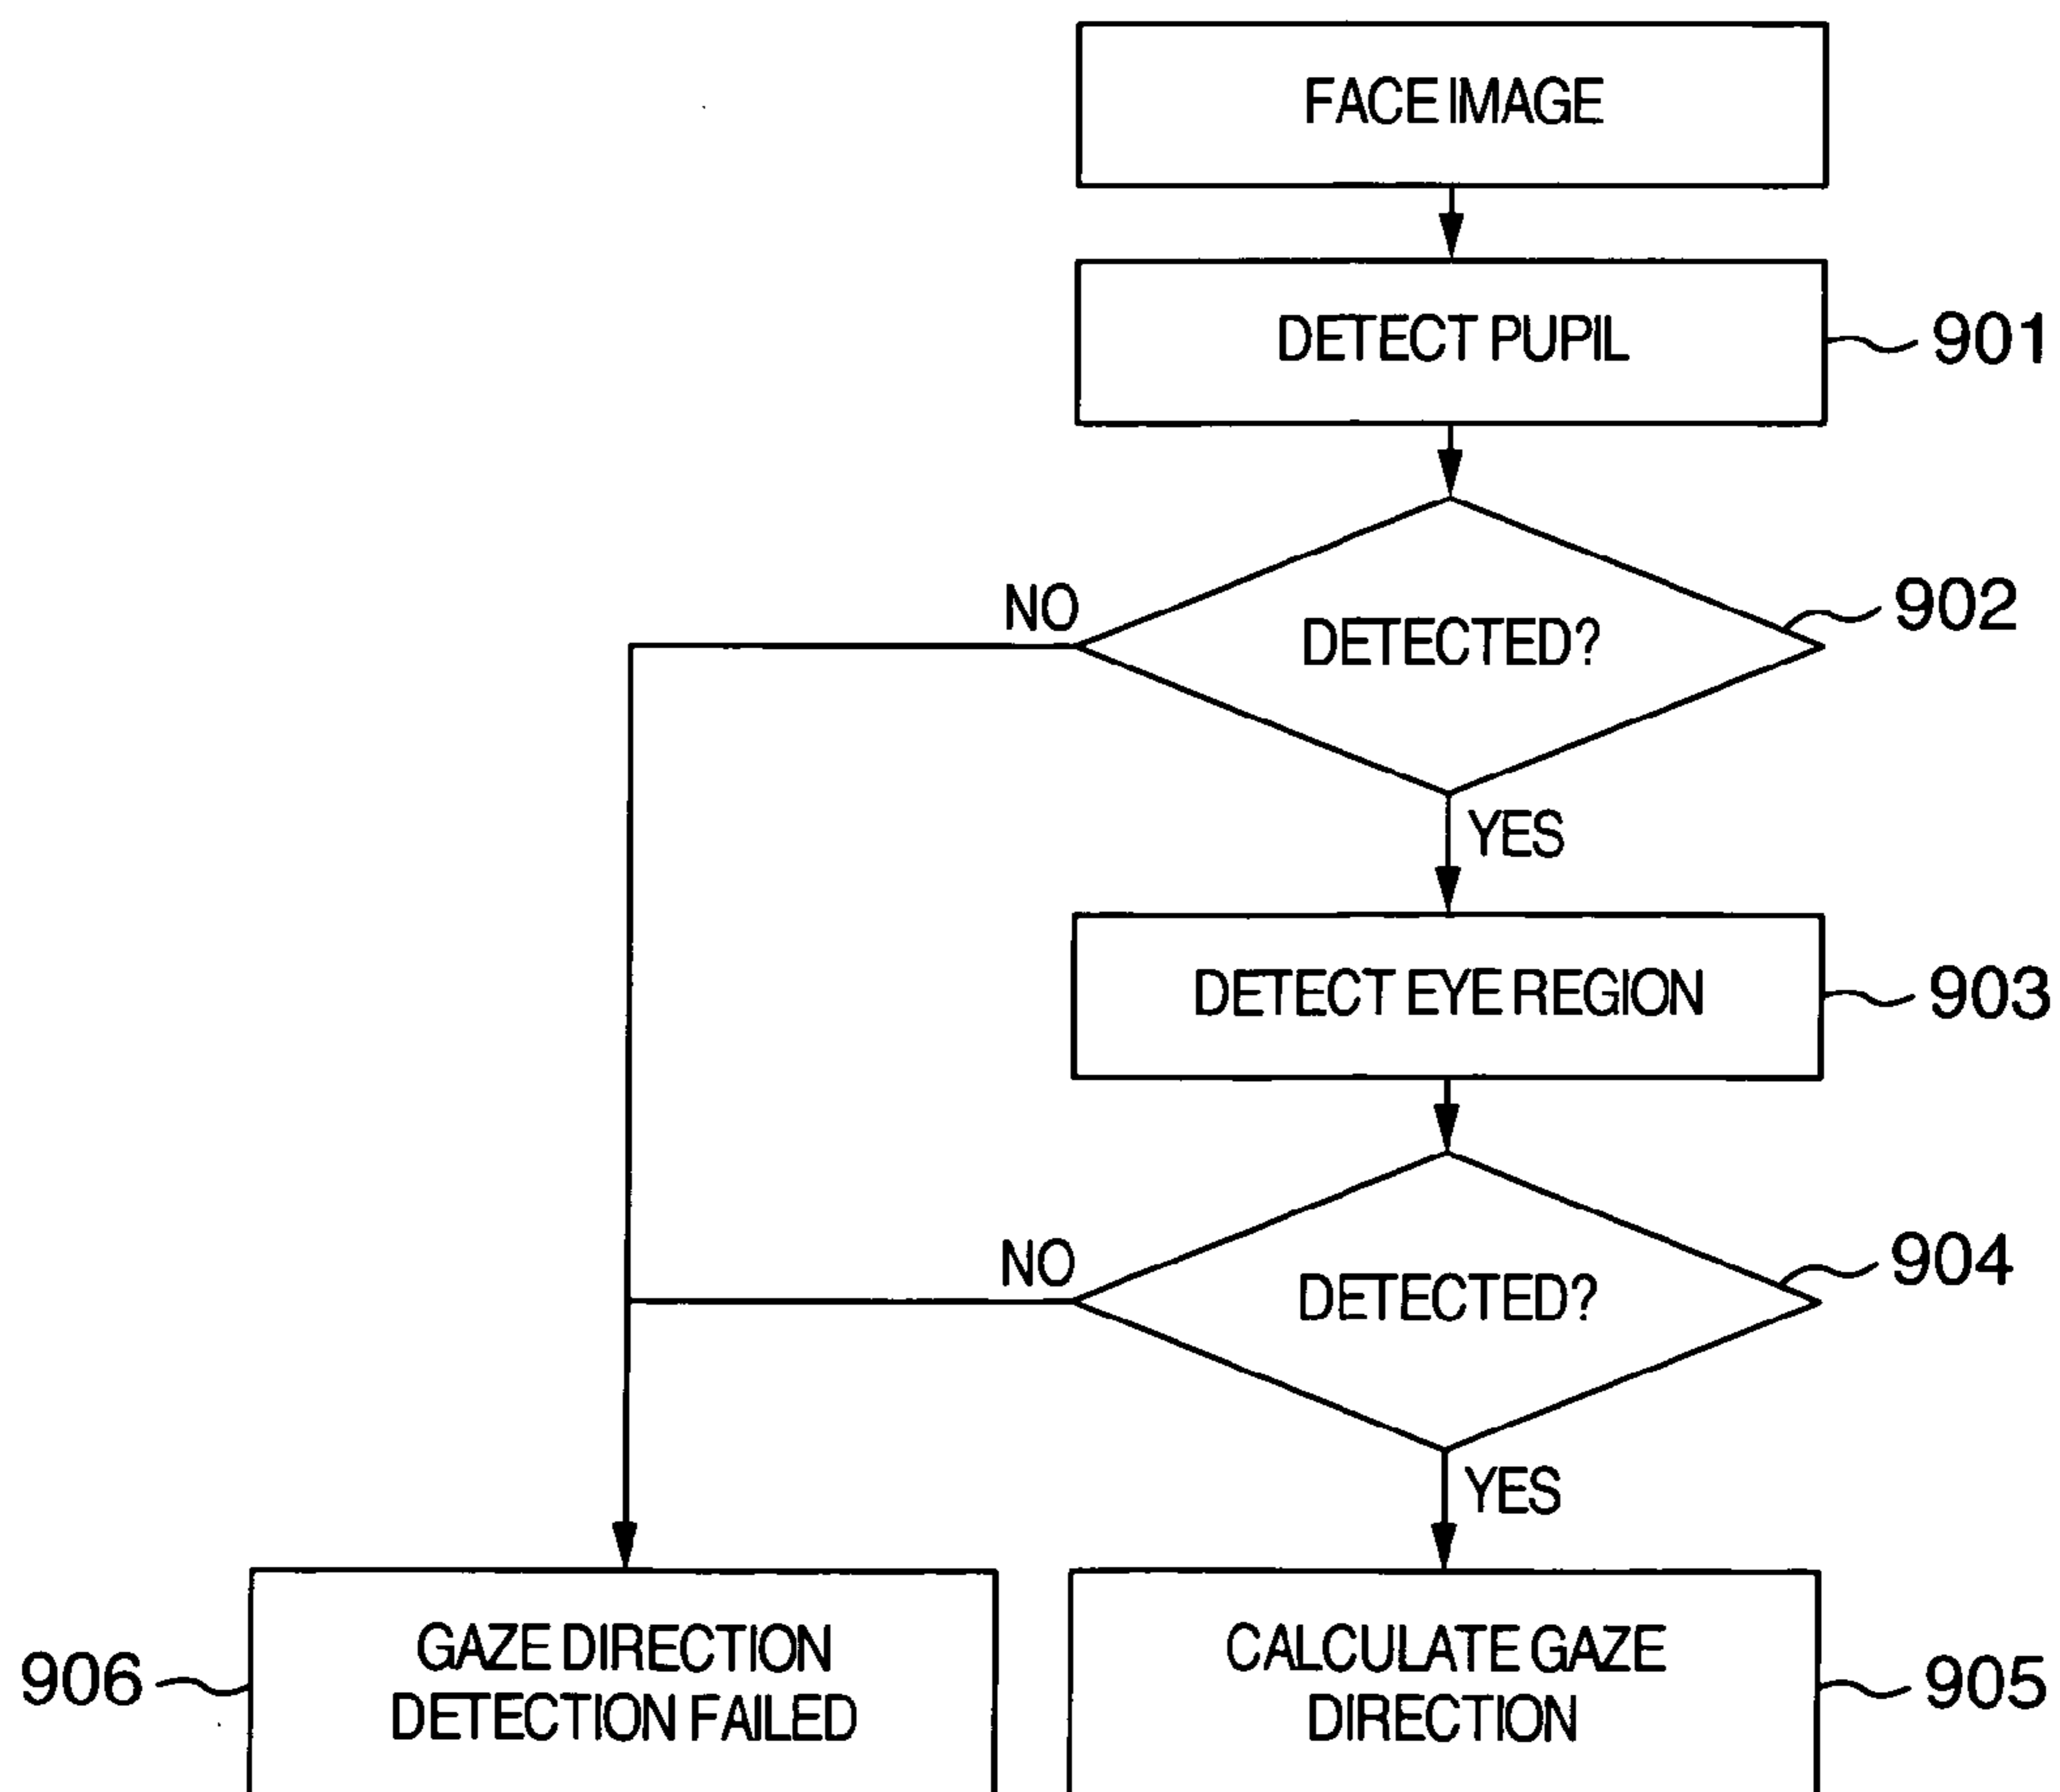 FACE IMAGE
DETECT PUPIL
901
NO
DETECTED?
902
YES
DETECT EYE REGION
903
NO
DETECTED?
904
YES
906
GAZE DIRECTION
DETECTION FAILED
CALCULATE GAZE
DIRECTION
905